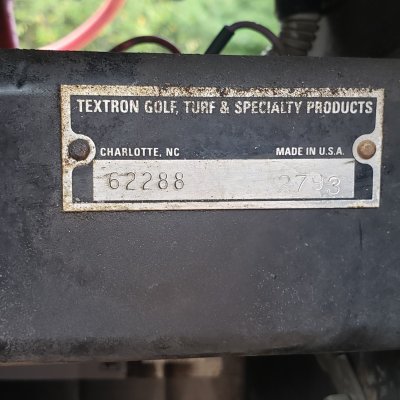 TEXTRON GOLF, TURF & SPECIALTY PRODUCTS
CHARLOTTE, NC MADE IN U.S.A.
62288 2793